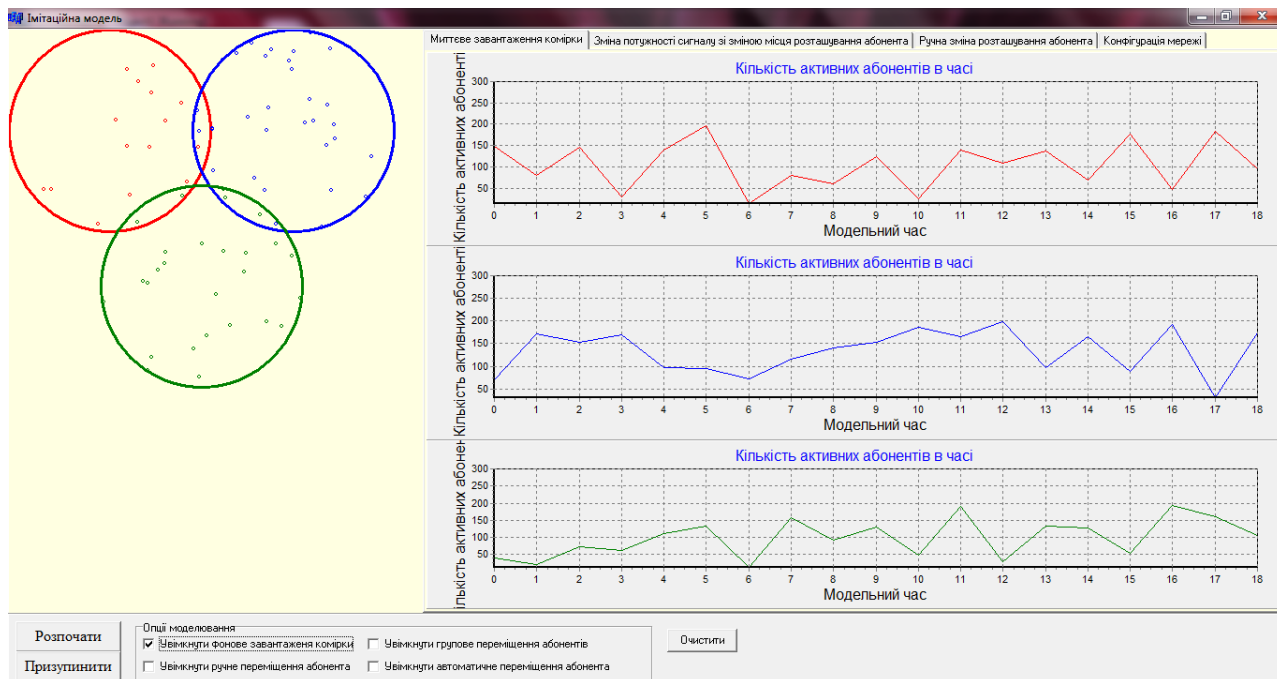 Імітаційна модель
Миттєве завантаження комірки
Зміна потужності сигналу зі зміною місця розташування абонента
Ручна зміна розташування абонента
Конфігурація мережі
Кількість активних абонентів в часі
Кількість активних абоненті
300
250
200
150
100
50
0 1 2 3 4 5 6 7 8 9 10 11 12 13 14 15 16 17 18
Модельний час
Кількість активних абонентів в часі
Кількість активних абоненті
300
250
200
150
100
50
0 1 2 3 4 5 6 7 8 9 10 11 12 13 14 15 16 17 18
Модельний час
Кількість активних абонентів в часі
ількість активних абонен
300
250
200
150
100
50
0 1 2 3 4 5 6 7 8 9 10 11 12 13 14 15 16 17 18
Модельний час
Розпочати
Призупинити
Опції моделювання
Увімкнути фонове завантаженя комірки
Увімкнути групове переміщення абонентів
Увімкнути ручне переміщення абонента
Увімкнути автоматичне переміщення абонента
Очистити